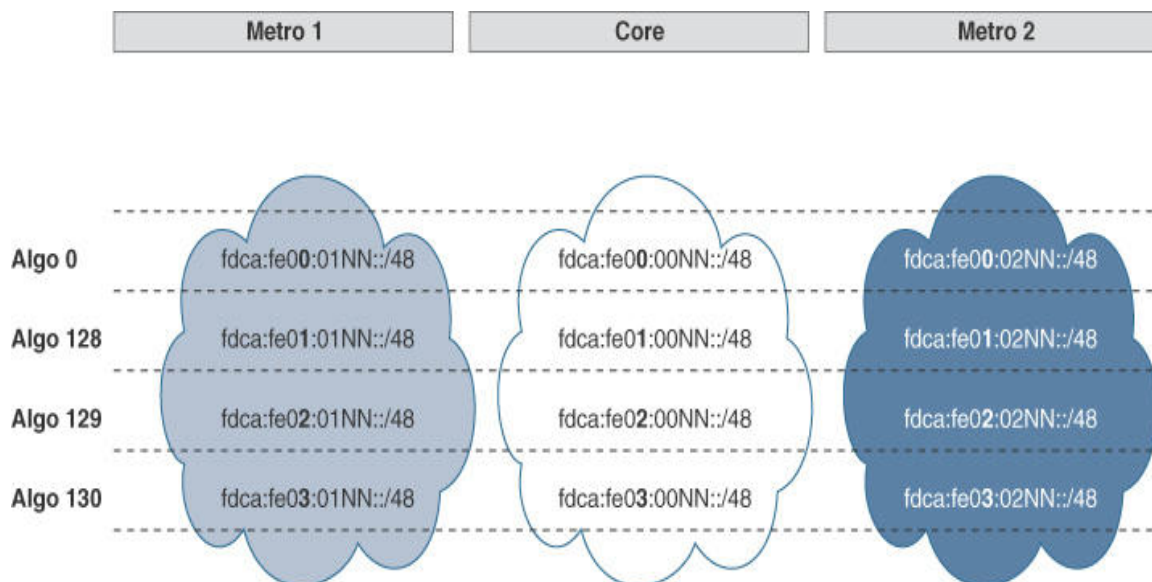 Metro 1 Core Metro 2
Algo 0 fdca:fe00:01NN::/48 fdca:fe00:00NN::/48 fdca:fe00:02NN::/48
Algo 128 fdca:fe01:01NN::/48 fdca:fe01:00NN::/48 fdca:fe01:02NN::/48
Algo 129 fdca:fe02:01NN::/48 fdca:fe02:00NN::/48 fdca:fe02:02NN::/48
Algo 130 fdca:fe03:01NN::/48 fdca:fe03:00NN::/48 fdca:fe03:02NN::/48